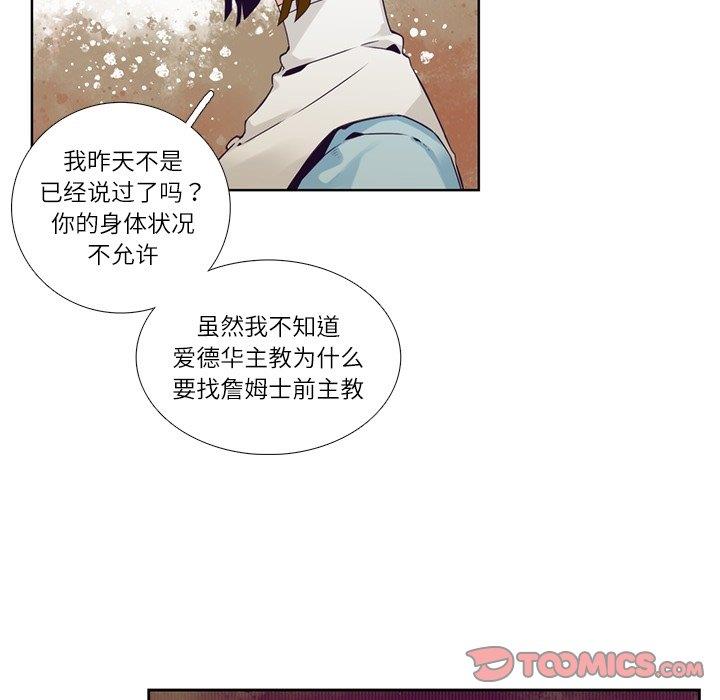 我昨天不是
已经说过了吗？
你的身体状况
不允许
虽然我不知道
爱德华主教为什么
要找詹姆士前主教
TOOMICS.COM